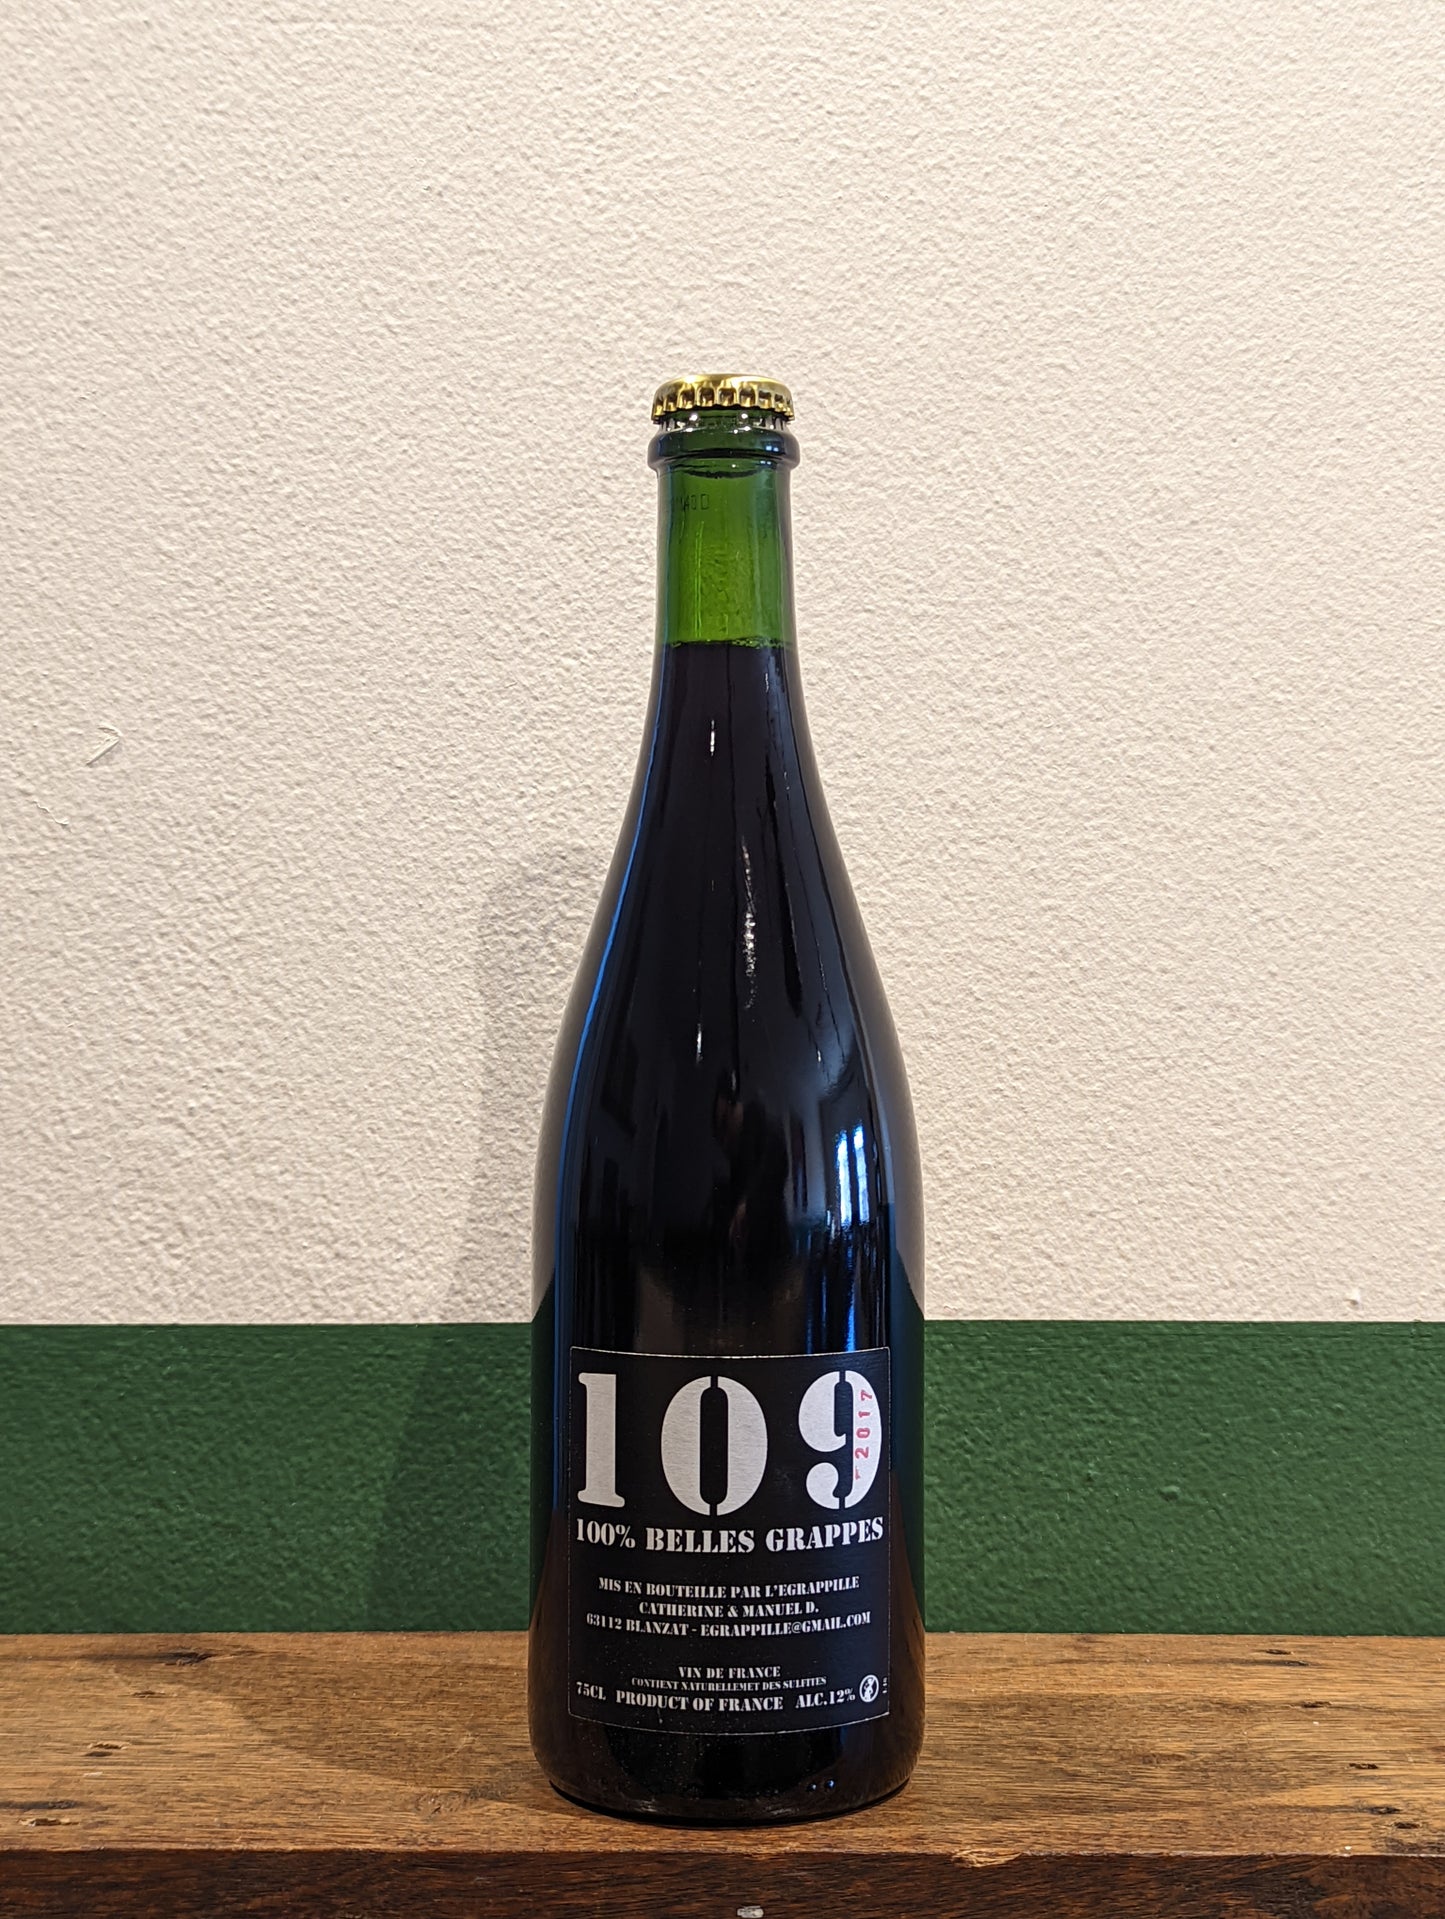 109
2017
100% BELLES GRAPPES
MIS EN BOUTEILLE PAR L'EGRAPPILLE
CATHERINE & MANUEL D.
63112 BLANZAT - EGRAPPILLE@GMAIL.COM
VIN DE FRANCE
CONTIENT NATURELLEMET DES SULFITES
75CL PRODUCT OF FRANCE ALC.12%